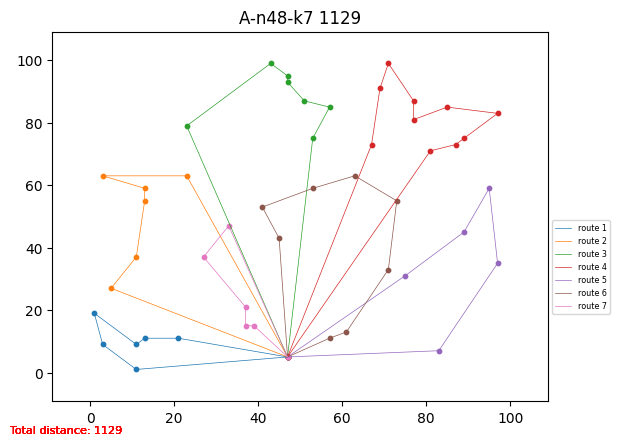 A-n48-k7 1129
100
80
60
40
20
0
0 20 40 60 80 100
route 1
route 2
route 3
route 4
route 5
route 6
route 7
Total distance: 1129